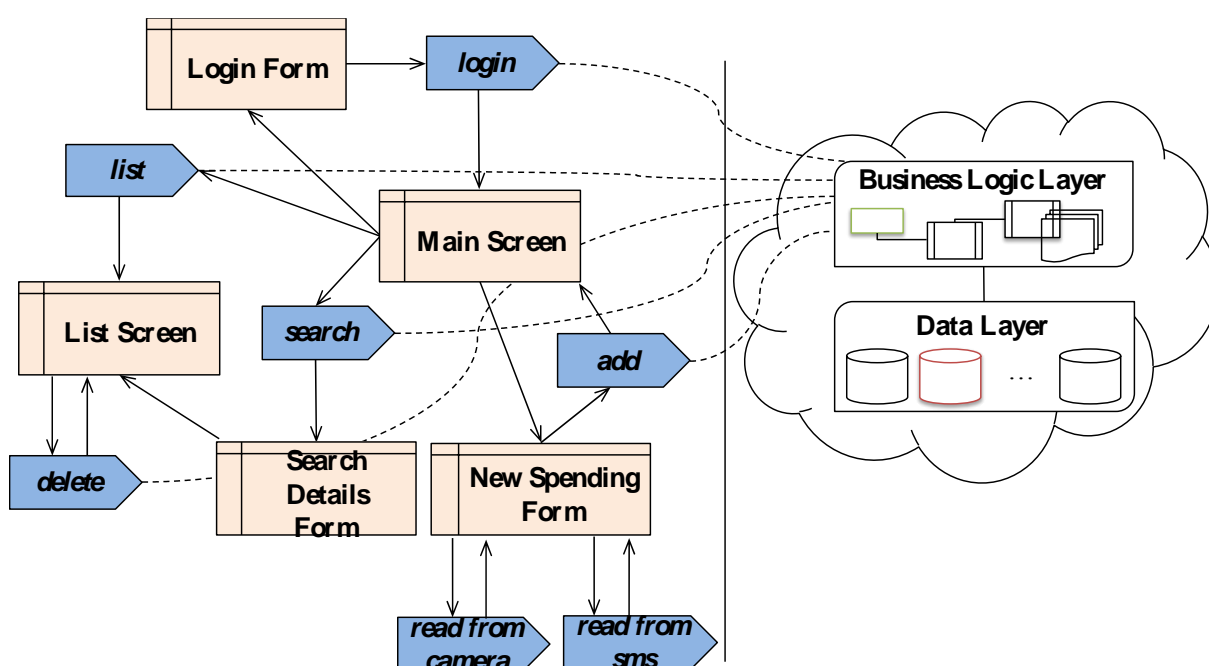 Login Form
login
list
Business Logic Layer
Main Screen
List Screen
search
add
Data Layer
...
delete
Search
Details
Form
New Spending
Form
read from
camera
read from
sms